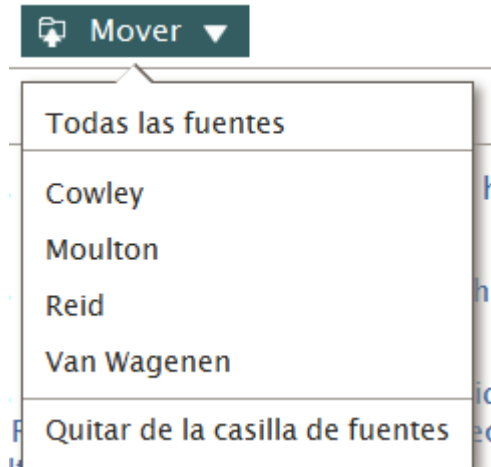 Mover
Todas las fuentes
Cowley
Moulton
Reid
Van Wagenen
Quitar de la casilla de fuentes